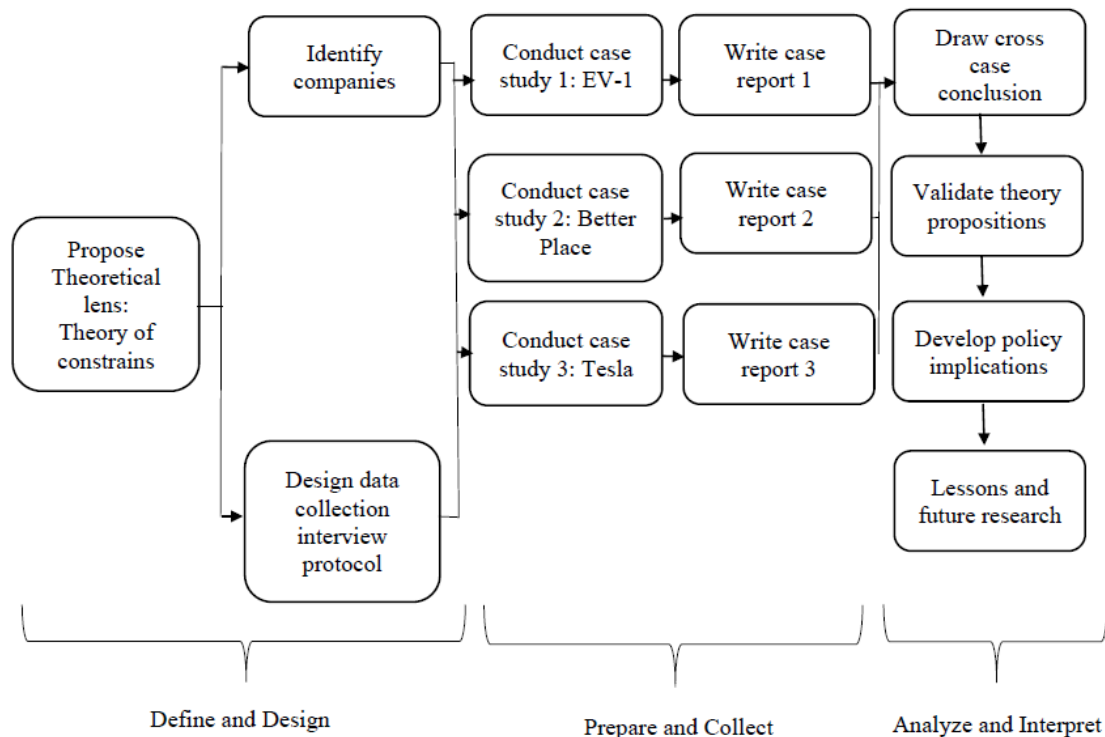 Propose
Theoretical
lens:
Theory of
constrains
Identify
companies
Design data
collection
interview
protocol
Conduct case
study 1: EV-1
Write case
report 1
Conduct case
study 2: Better
Place
Write case
report 2
Conduct case
study 3: Tesla
Write case
report 3
Draw cross
case
conclusion
Validate theory
propositions
Develop policy
implications
Lessons and
future research
Define and Design
Prepare and Collect
Analyze and Interpret